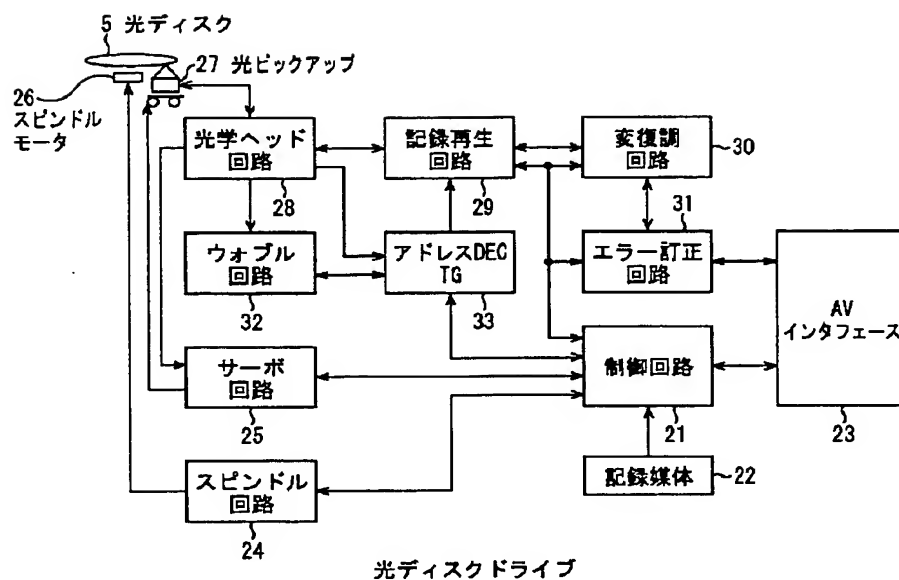 5 光ディスク
27 光ピックアップ
26
スピンドル
モータ
光学ヘッド
回路
28
記録再生
回路
29
変復調
回路
30
31
エラー訂正
回路
ウォブル
回路
32
アドレスDEC
TG
33
AV
インタフェース
23
サーボ
回路
25
制御回路
21
記録媒体
22
スピンドル
回路
24
光ディスクドライブ